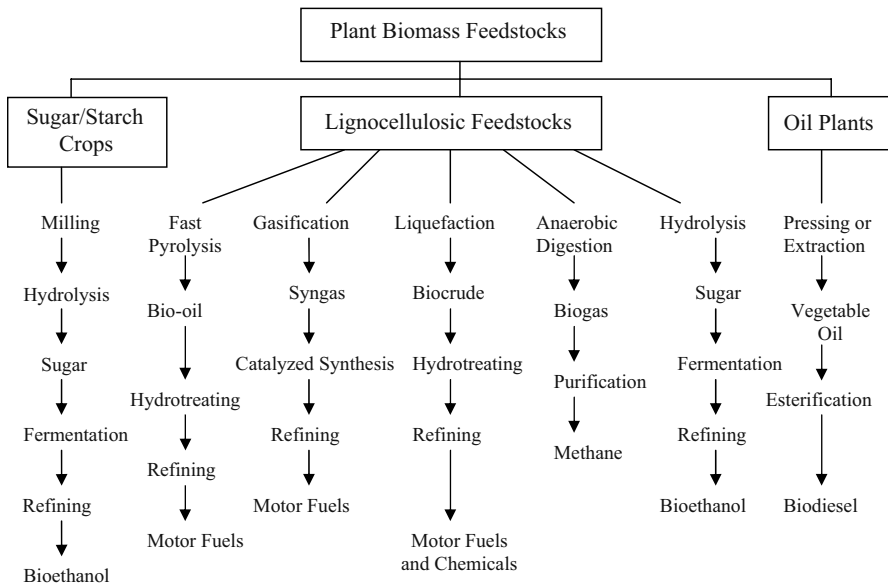 Plant Biomass Feedstocks
Sugar/Starch
Crops
Lignocellulosic Feedstocks
Oil Plants
Milling
Hydrolysis
Sugar
Fermentation
Refining
Bioethanol
Fast
Pyrolysis
Bio-oil
Hydrotreating
Refining
Motor Fuels
Gasification
Syngas
Catalyzed Synthesis
Refining
Motor Fuels
Liquefaction
Biocrude
Hydrotreating
Refining
Motor Fuels
and Chemicals
Anaerobic
Digestion
Biogas
Purification
Methane
Hydrolysis
Sugar
Fermentation
Refining
Bioethanol
Pressing or
Extraction
Vegetable
Oil
Esterification
Biodiesel